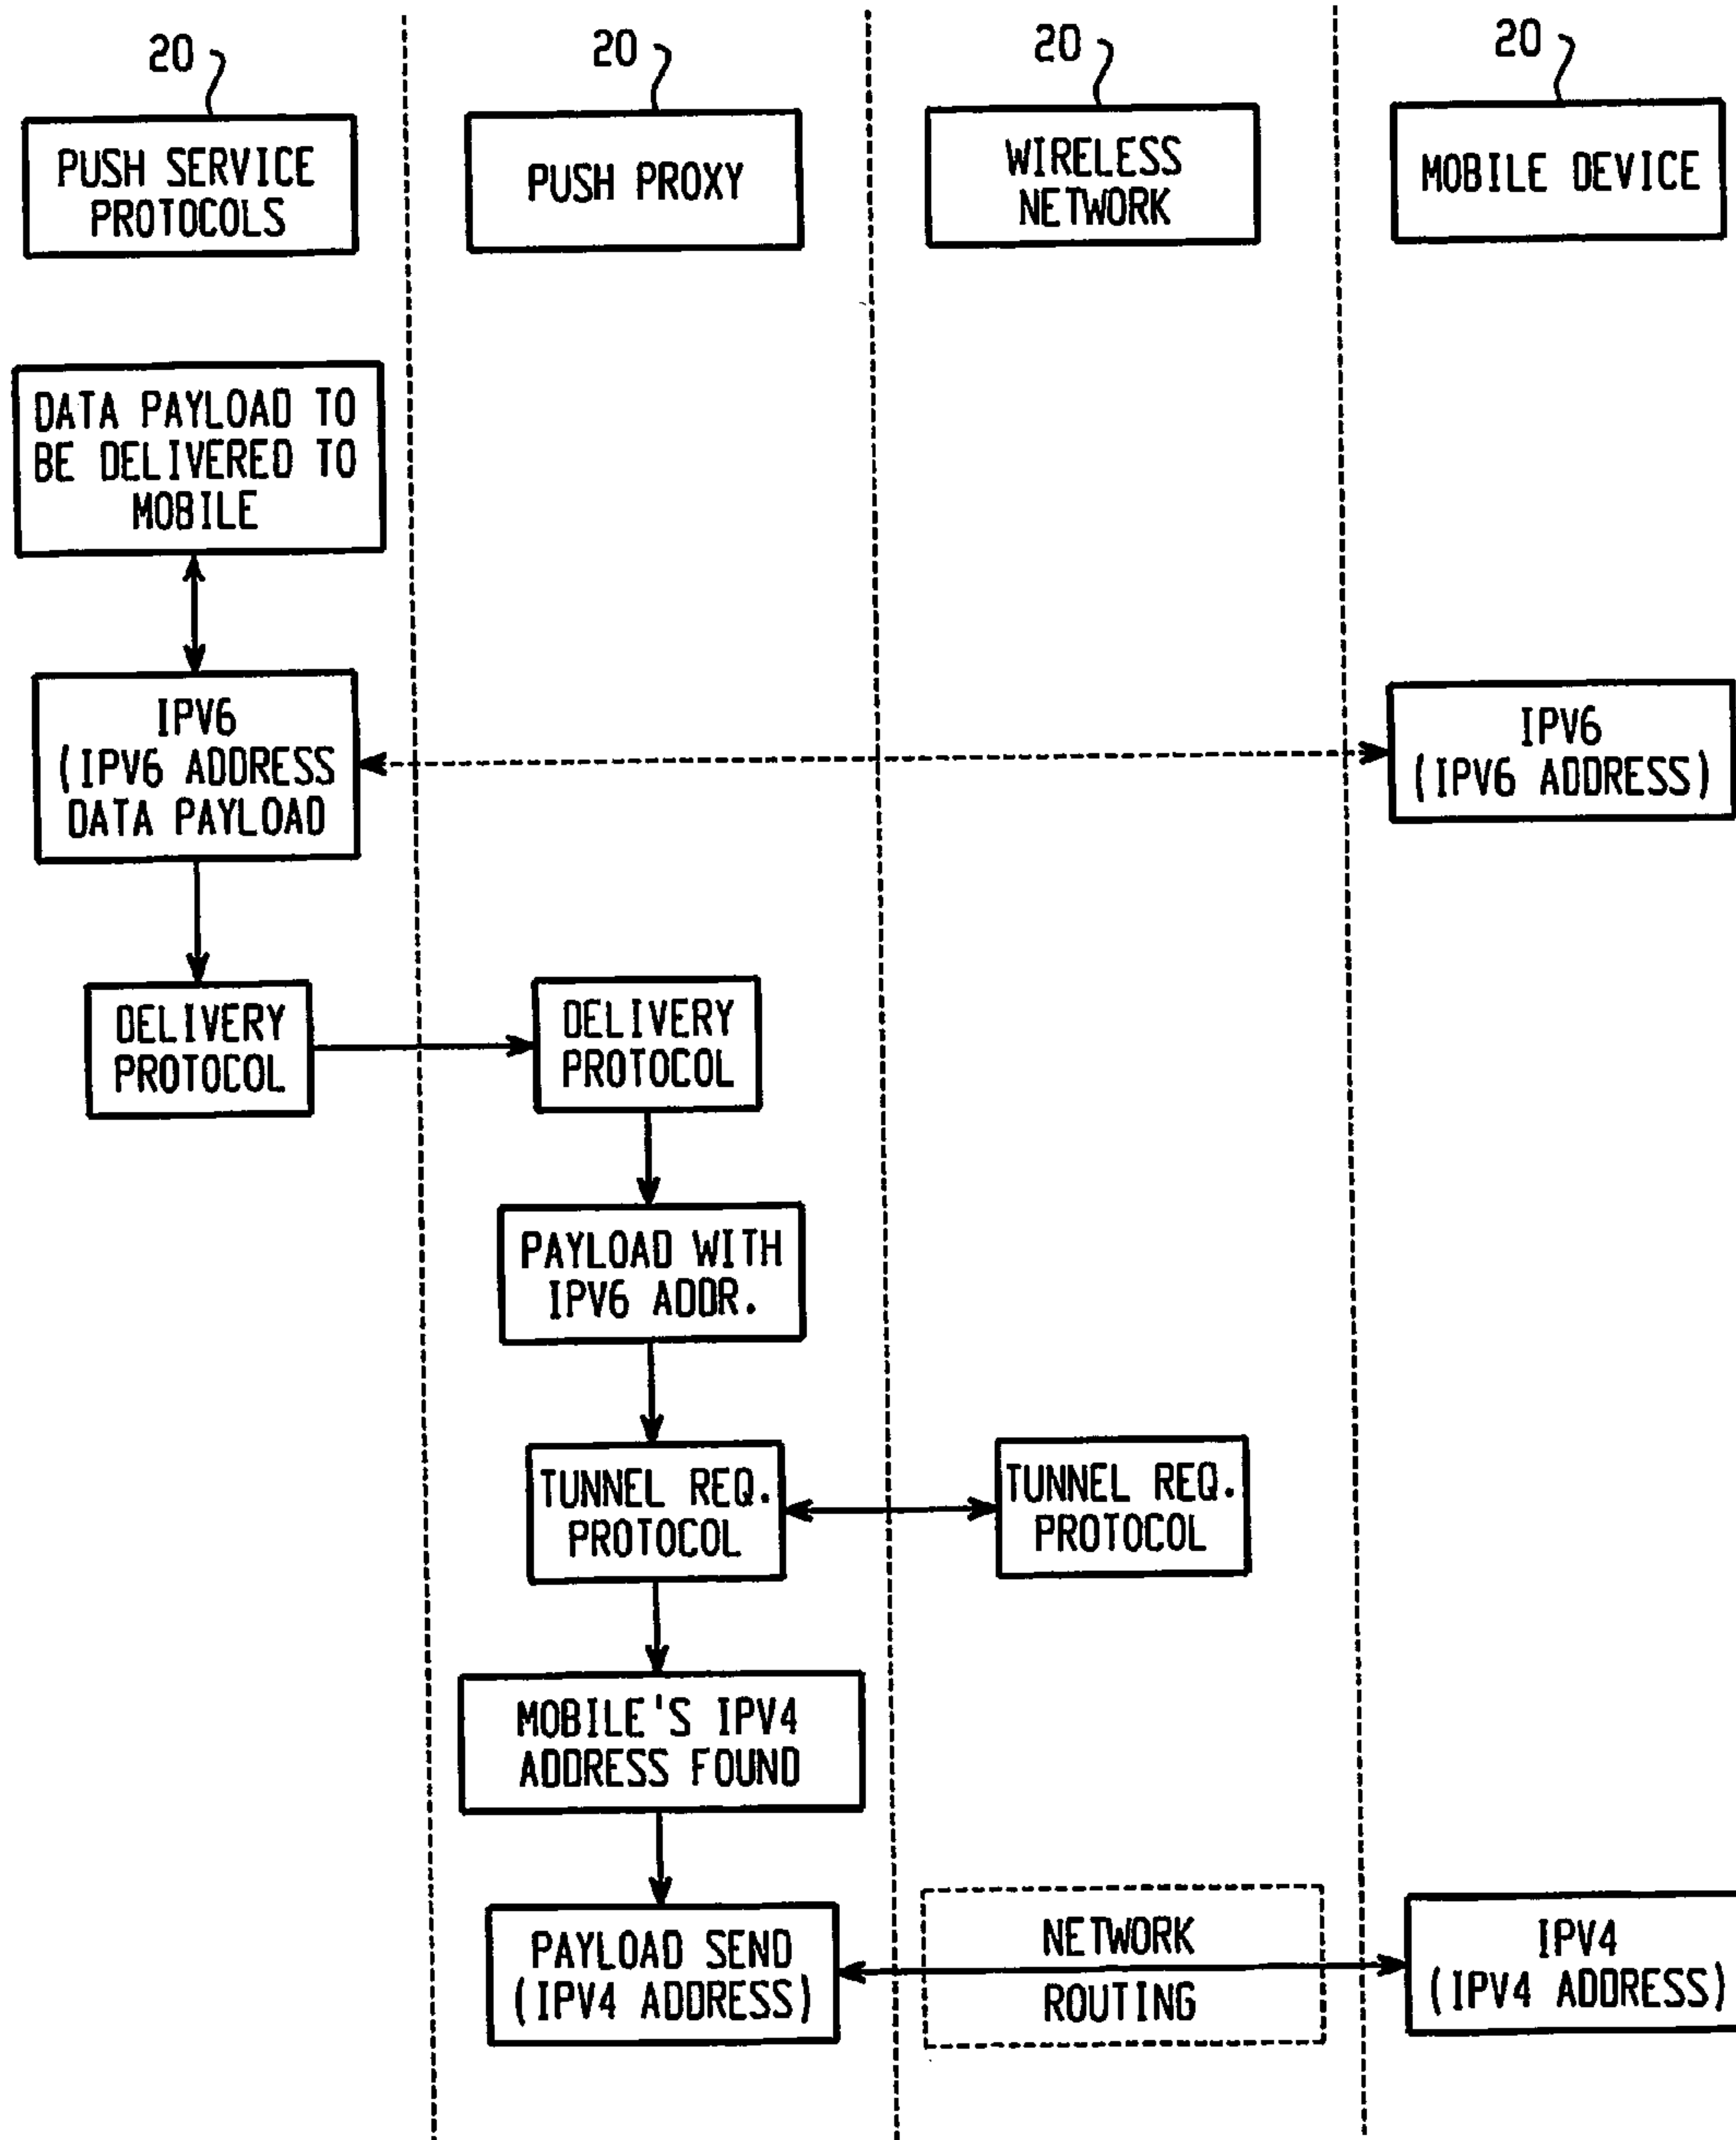 20
20
20
20
PUSH SERVICE
PROTOCOLS
PUSH PROXY
WIRELESS
NETWORK
MOBILE DEVICE
DATA PAYLOAD TO
BE DELIVERED TO
MOBILE
IPV6
(IPV6 ADDRESS
DATA PAYLOAD
IPV6
(IPV6 ADDRESS)
DELIVERY
PROTOCOL
DELIVERY
PROTOCOL
PAYLOAD WITH
IPV6 ADDR.
TUNNEL REQ.
PROTOCOL
TUNNEL REQ.
PROTOCOL
MOBILE'S IPV4
ADDRESS FOUND
PAYLOAD SEND
(IPV4 ADDRESS)
NETWORK
ROUTING
IPV4
(IPV4 ADDRESS)